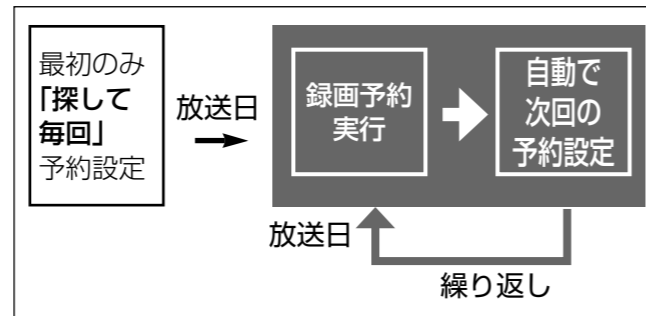 最初のみ
「探して
毎回」
予約設定
放送日
録画予約
実行
自動で
次回の
予約設定
放送日
繰り返し